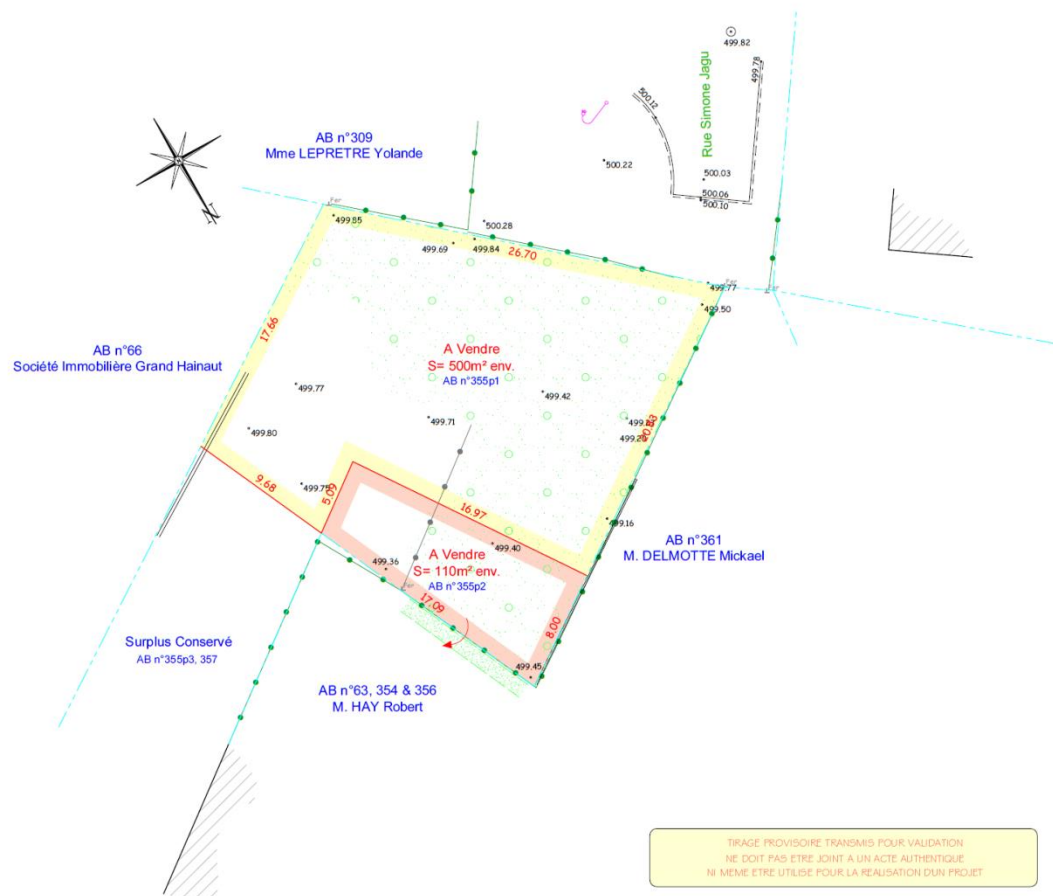 499.82
499.78
Rue Simone Jagu
500.12
500.22
500.03
500.06
500.10
AB n°309
Mme LEPRETRE Yolande
N
499.85
500.28
499.69
499.84
26.70
499.77
499.50
17.66
AB n°66
Société Immobilière Grand Hainaut
A Vendre
S= 500m² env.
AB n°355p1
499.77
499.42
499.71
499.80
499.75
9.68
5.09
16.97
499.16
AB n°361
M. DELMOTTE Mickael
499.40
499.36
A Vendre
S= 110m² env.
AB n°355p2
17.09
8.00
499.45
Surplus Conservé
AB n°355p3, 357
AB n°63, 354 & 356
M. HAY Robert
TIRAGE PROVISOIRE TRANSMIS POUR VALIDATION
NE DOIT PAS ETRE JOINT A UN ACTE AUTHENTIQUE
NI MEME ETRE UTILISE POUR LA REALISATION D'UN PROJET